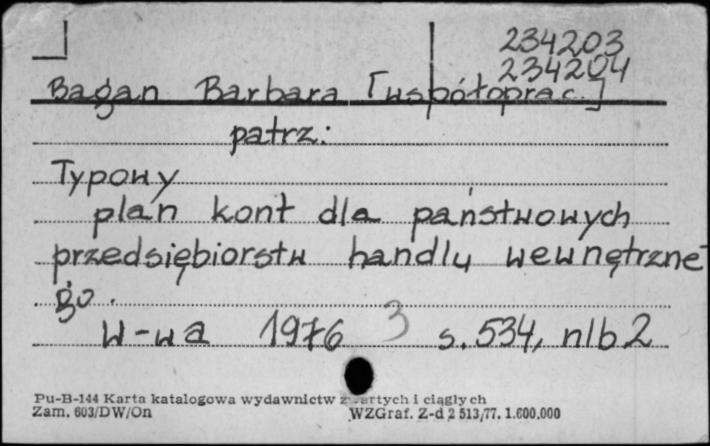 234203
234204
Bagan Barbara [współoprac.]
patrz:
Typowy
plan kont dla państwowych
przedsiębiorstw handlu wewnętrzne-
go.
W-wa 1976 3 s. 534, nlb 2
Pu-B-144 Karta katalogowa wydawnictw zwartych i ciągłych
Zam. 603/DW/On WZGraf. Z-d 2 513/77. 1.600.000